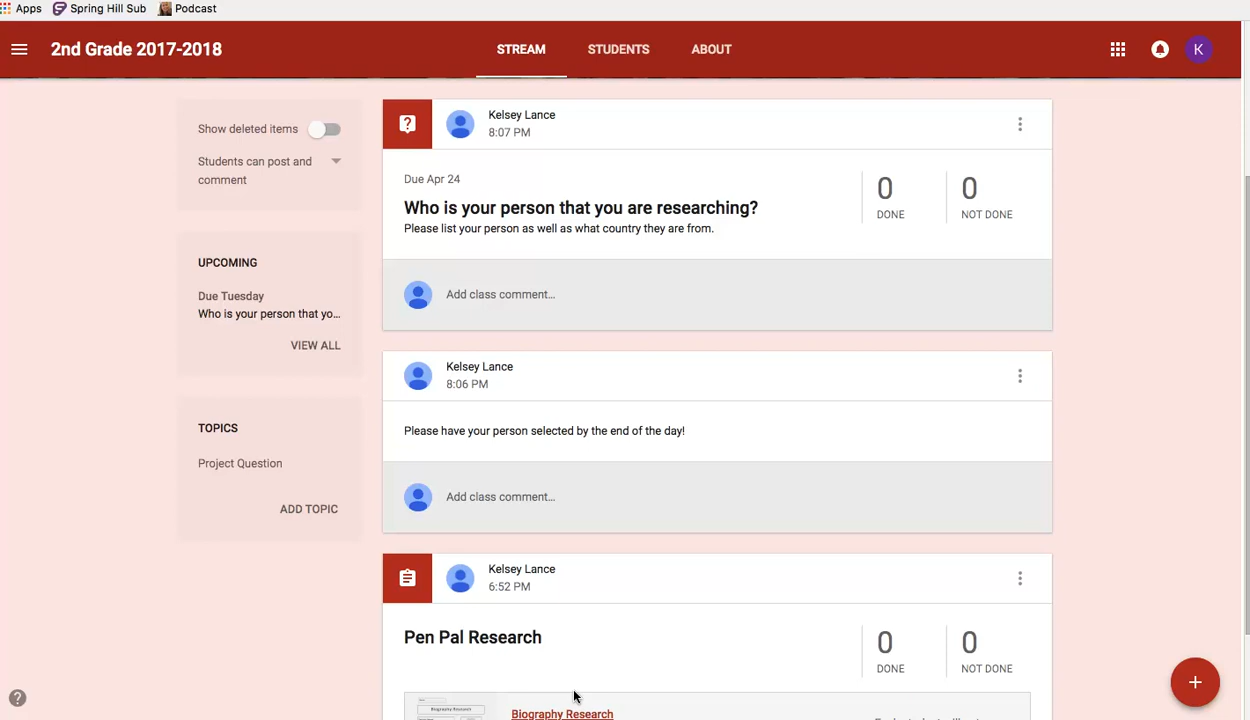 Apps Spring Hill Sub Podcast
2nd Grade 2017-2018 STREAM STUDENTS ABOUT K
Show deleted items
Students can post and
comment
UPCOMING
Due Tuesday
Who is your person that yo...
VIEW ALL
TOPICS
Project Question
ADD TOPIC
Kelsey Lance
8:07 PM
Due Apr 24
Who is your person that you are researching?
Please list your person as well as what country they are from.
0 0
DONE NOT DONE
Add class comment...
Kelsey Lance
8:06 PM
Please have your person selected by the end of the day!
Add class comment...
Kelsey Lance
6:52 PM
Pen Pal Research
0 0
DONE NOT DONE
Biography Research
Biography Research